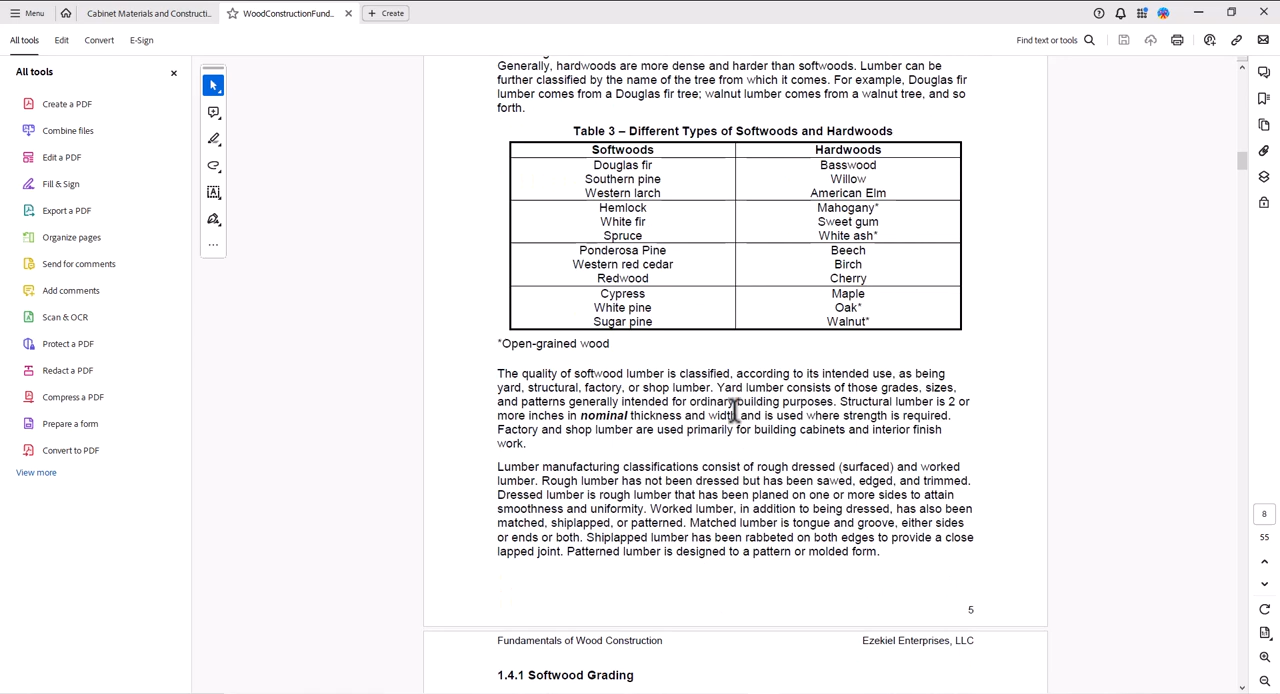 Menu
Cabinet Materials and Constructi...
WoodConstructionFund...
Create
All tools
Edit
Convert
E-Sign
Find text or tools
All tools
Create a PDF
Combine files
Edit a PDF
Fill & Sign
Export a PDF
Organize pages
Send for comments
Add comments
Scan & OCR
Protect a PDF
Redact a PDF
Compress a PDF
Prepare a form
Convert to PDF
View more
Generally, hardwoods are more dense and harder than softwoods. Lumber can be
further classified by the name of the tree from which it comes. For example, Douglas fir
lumber comes from a Douglas fir tree; walnut lumber comes from a walnut tree, and so
forth.
Table 3 – Different Types of Softwoods and Hardwoods
Softwoods Hardwoods
Douglas fir Basswood
Southern pine Willow
Western larch American Elm
Hemlock Mahogany*
White fir Sweet gum
Spruce White ash*
Ponderosa Pine Beech
Western red cedar Birch
Redwood Cherry
Cypress Maple
White pine Oak*
Sugar pine Walnut*
*Open-grained wood
The quality of softwood lumber is classified, according to its intended use, as being
yard, structural, factory, or shop lumber. Yard lumber consists of those grades, sizes,
and patterns generally intended for ordinary building purposes. Structural lumber is 2 or
more inches in nominal thickness and width and is used where strength is required.
Factory and shop lumber are used primarily for building cabinets and interior finish
work.
Lumber manufacturing classifications consist of rough dressed (surfaced) and worked
lumber. Rough lumber has not been dressed but has been sawed, edged, and trimmed.
Dressed lumber is rough lumber that has been planed on one or more sides to attain
smoothness and uniformity. Worked lumber, in addition to being dressed, has also been
matched, shiplapped, or patterned. Matched lumber is tongue and groove, either sides
or ends or both. Shiplapped lumber has been rabbeted on both edges to provide a close
lapped joint. Patterned lumber is designed to a pattern or molded form.
5
Fundamentals of Wood Construction Ezekiel Enterprises, LLC
1.4.1 Softwood Grading
8
55